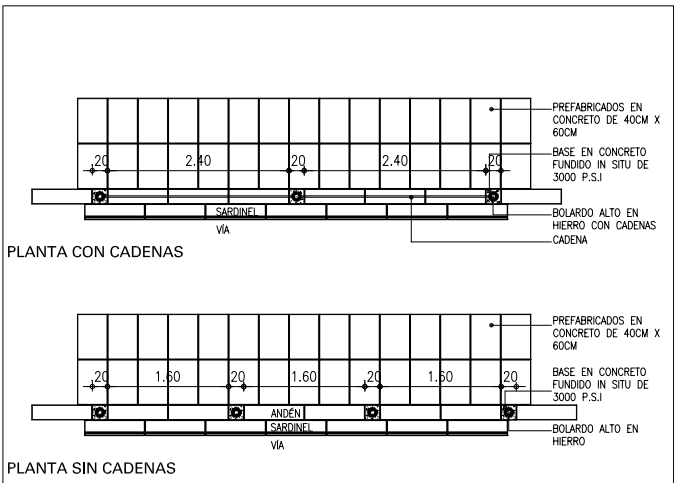 PREFABRICADOS EN
CONCRETO DE 40CM X
60CM
BASE EN CONCRETO
FUNDIDO IN SITU DE
3000 P.S.I
20 2.40 20 2.40 20
SARDINEL
BOLARDO ALTO EN
HIERRO CON CADENAS
VÍA
CADENA
PLANTA CON CADENAS
PREFABRICADOS EN
CONCRETO DE 40CM X
60CM
BASE EN CONCRETO
FUNDIDO IN SITU DE
3000 P.S.I
20 1.60 20 1.60 20 1.60 20
ANDÉN
SARDINEL
BOLARDO ALTO EN
HIERRO
VÍA
PLANTA SIN CADENAS